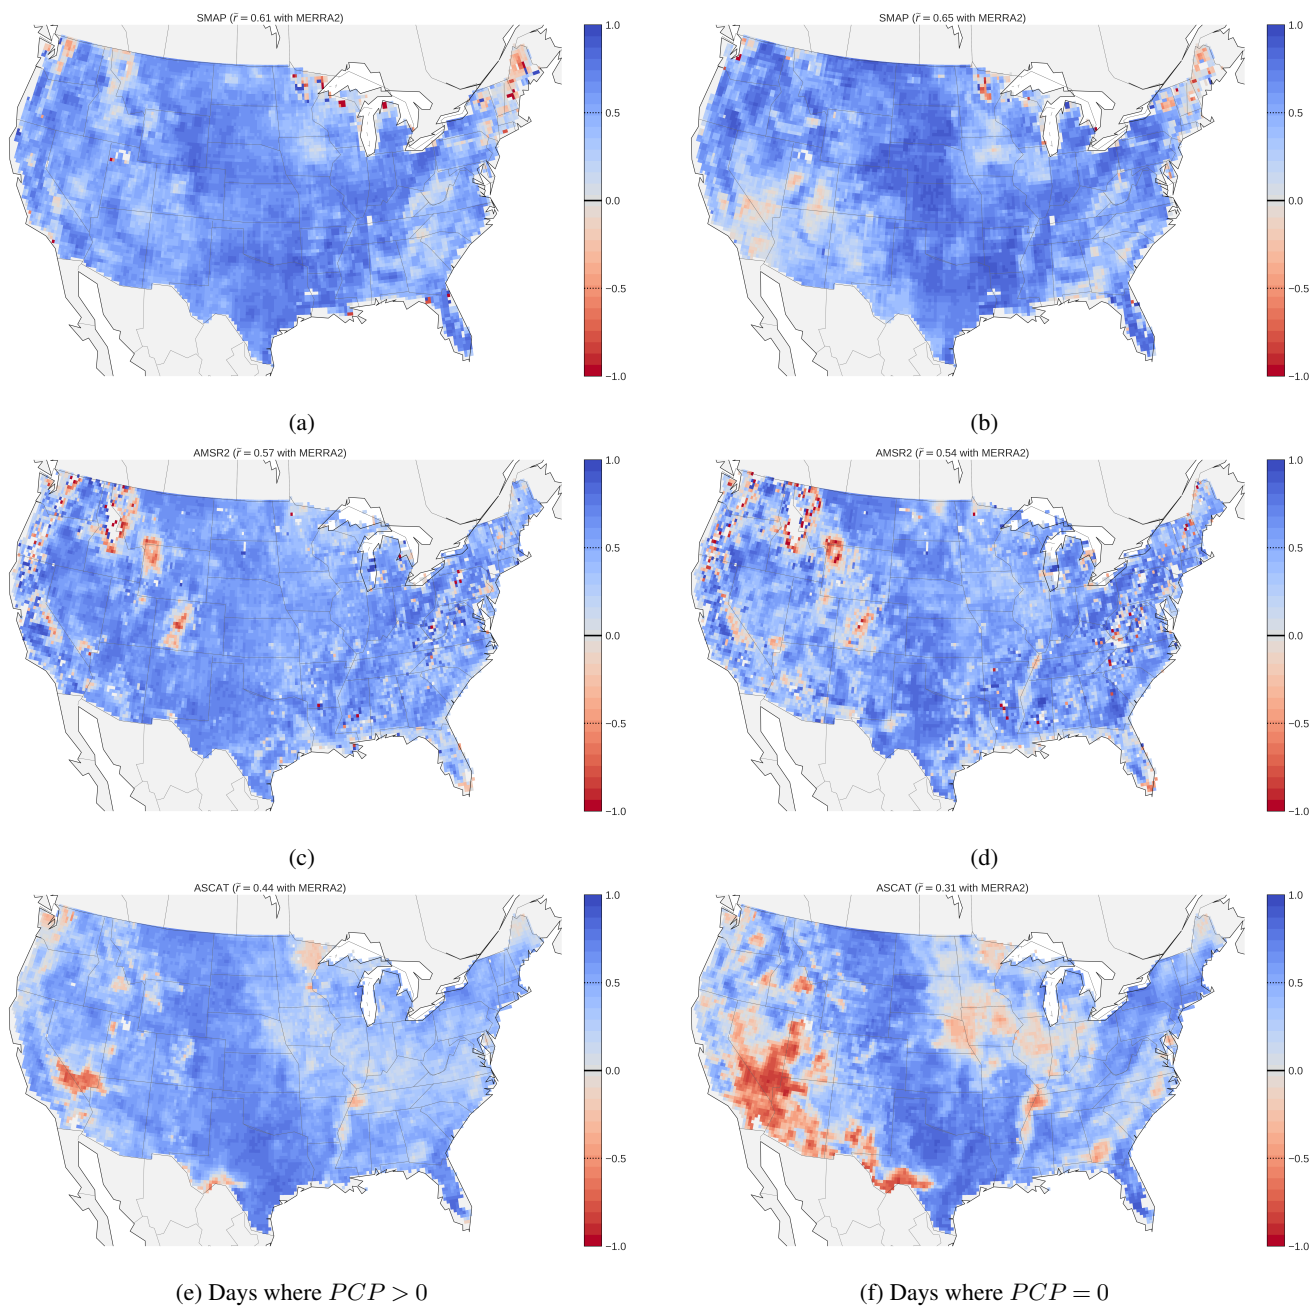 SMAP (r̃ = 0.61 with MERRA2)
1.0
0.5
0.0
−0.5
−1.0
(a)
SMAP (r̃ = 0.65 with MERRA2)
1.0
0.5
0.0
−0.5
−1.0
(b)
AMSR2 (r̃ = 0.57 with MERRA2)
1.0
0.5
0.0
−0.5
−1.0
(c)
AMSR2 (r̃ = 0.54 with MERRA2)
1.0
0.5
0.0
−0.5
−1.0
(d)
ASCAT (r̃ = 0.44 with MERRA2)
1.0
0.5
0.0
−0.5
−1.0
(e) Days where PCP > 0
ASCAT (r̃ = 0.31 with MERRA2)
1.0
0.5
0.0
−0.5
−1.0
(f) Days where PCP = 0